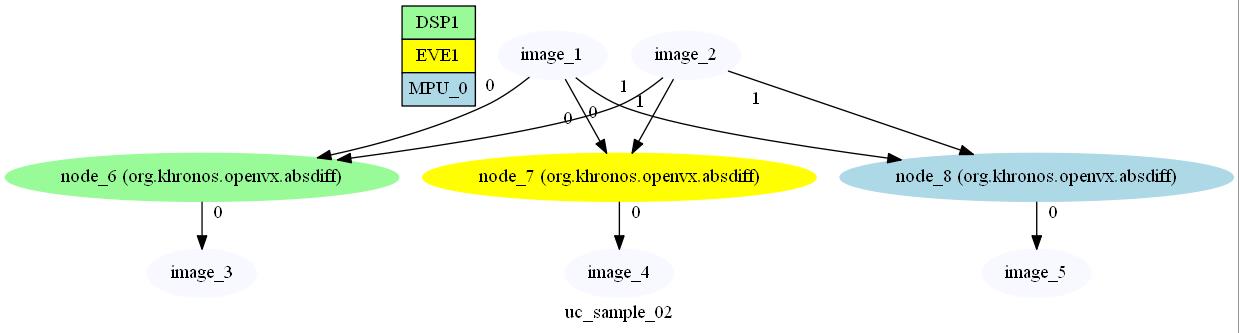 DSP1
EVE1
MPU_0
image_1
image_2
0
1
1
1
0
0
node_6 (org.khronos.openvx.absdiff)
node_7 (org.khronos.openvx.absdiff)
node_8 (org.khronos.openvx.absdiff)
0
0
0
image_3
image_4
image_5
uc_sample_02